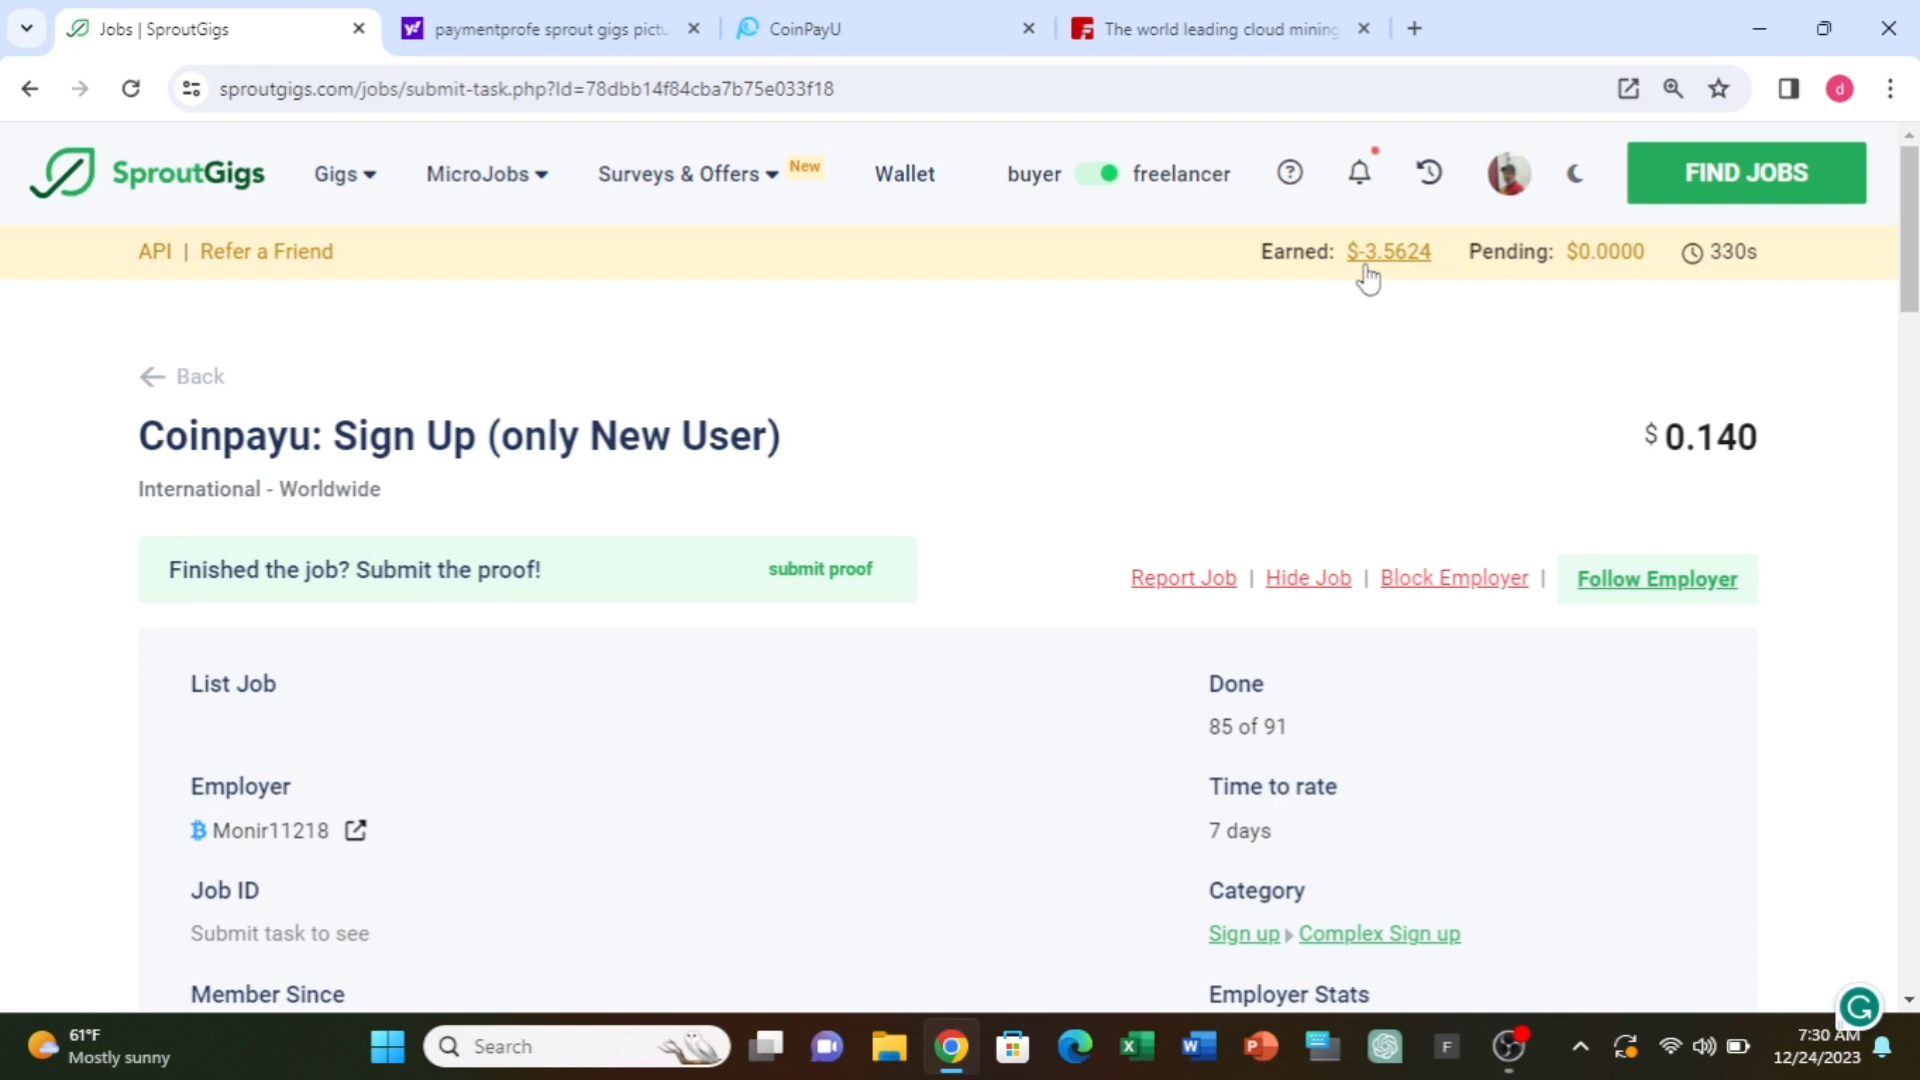 Jobs | SproutGigs
paymentprofe sprout gigs pictu
CoinPayU
The world leading cloud mining
sproutgigs.com/jobs/submit-task.php?Id=78dbb14f84cba7b75e033f18
d
SproutGigs
Gigs
MicroJobs
Surveys & Offers
New
Wallet
buyer
freelancer
FIND JOBS
API | Refer a Friend
Earned: $-3.5624
Pending: $0.0000
330s
Back
Coinpayu: Sign Up (only New User)
$ 0.140
International - Worldwide
Finished the job? Submit the proof!
submit proof
Report Job | Hide Job | Block Employer | Follow Employer
List Job
Done
85 of 91
Employer
Monir11218
Time to rate
7 days
Job ID
Submit task to see
Category
Sign up Complex Sign up
Member Since
Employer Stats
61°F
Mostly sunny
Search
7:30 AM
12/24/2023